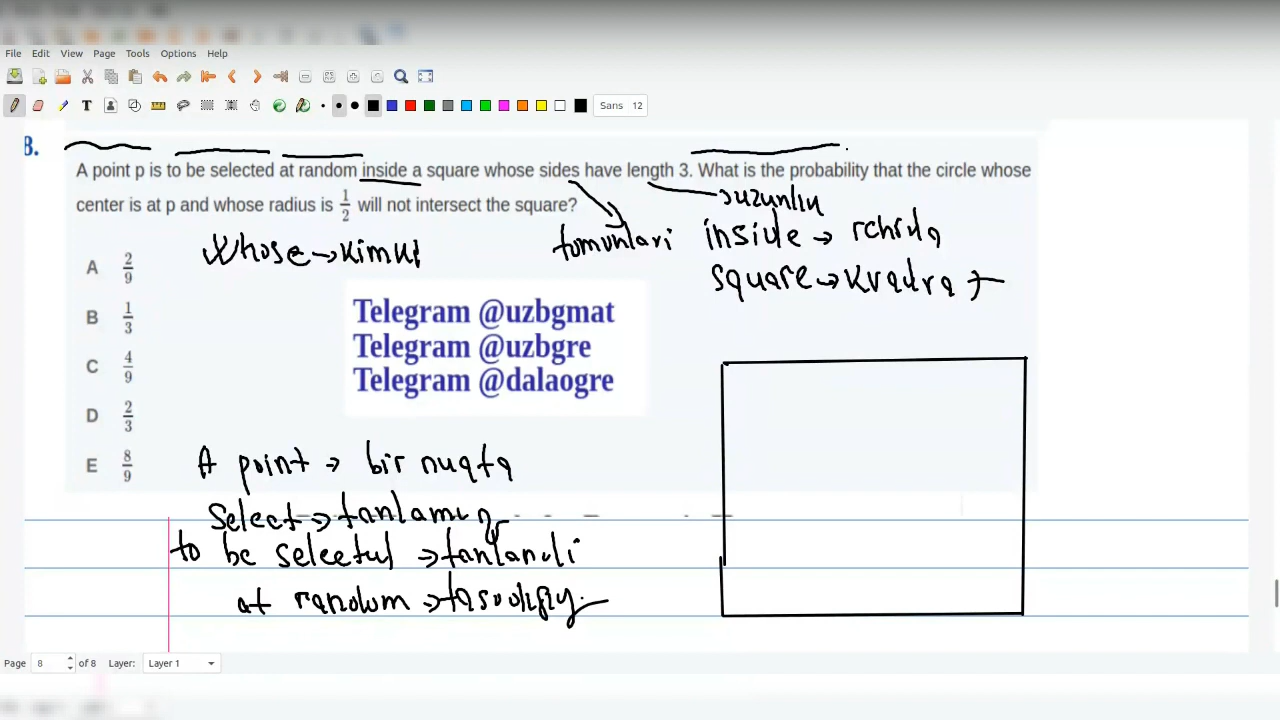 File Edit View Page Tools Options Help
Sans 12
8.
A point p is to be selected at random inside a square whose sides have length 3. What is the probability that the circle whose
center is at p and whose radius is 1/2 will not intersect the square?
A 2/9
B 1/3
C 4/9
D 2/3
E 8/9
whose → kimni
tomonlari
→ uzunlik
inside →
square → kvadrat
Telegram @uzbgmat
Telegram @uzbgre
Telegram @dalaogre
A point → bir nuqta
Select → tanlamoq
to be selected → tanlandi
at random →
Page 8 of 8 Layer: Layer 1